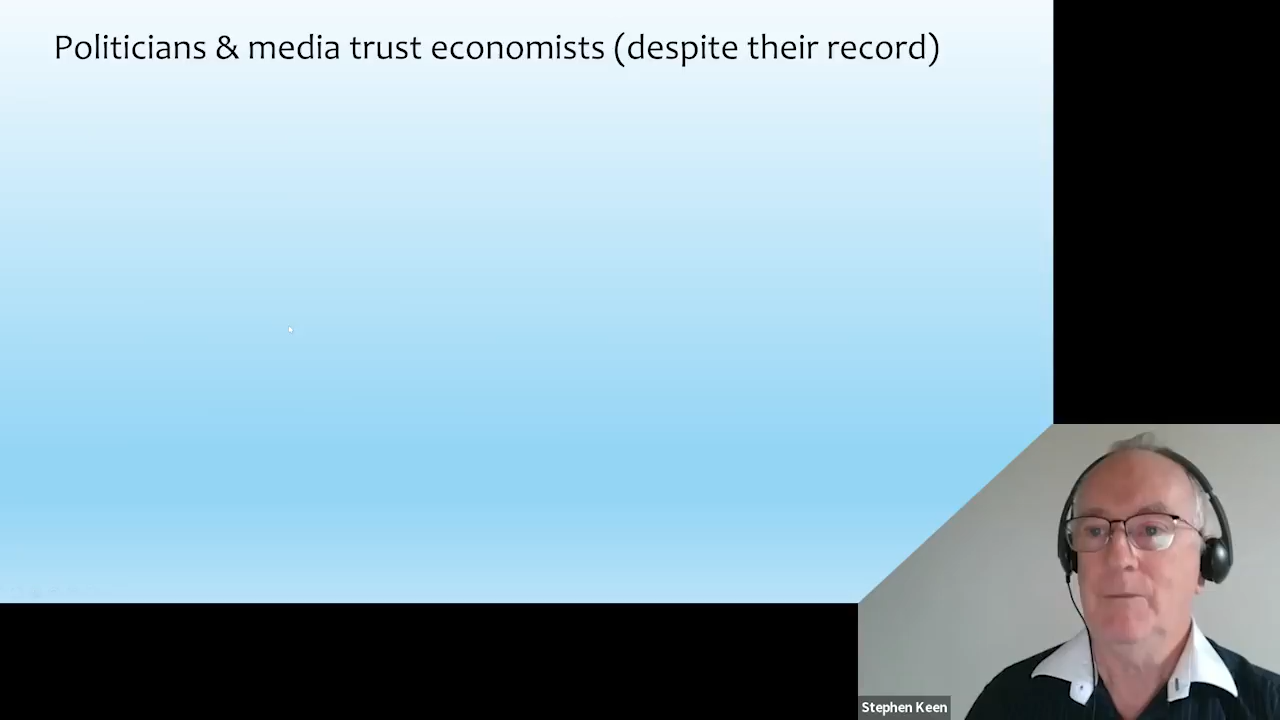 Politicians & media trust economists (despite their record)
Stephen Keen